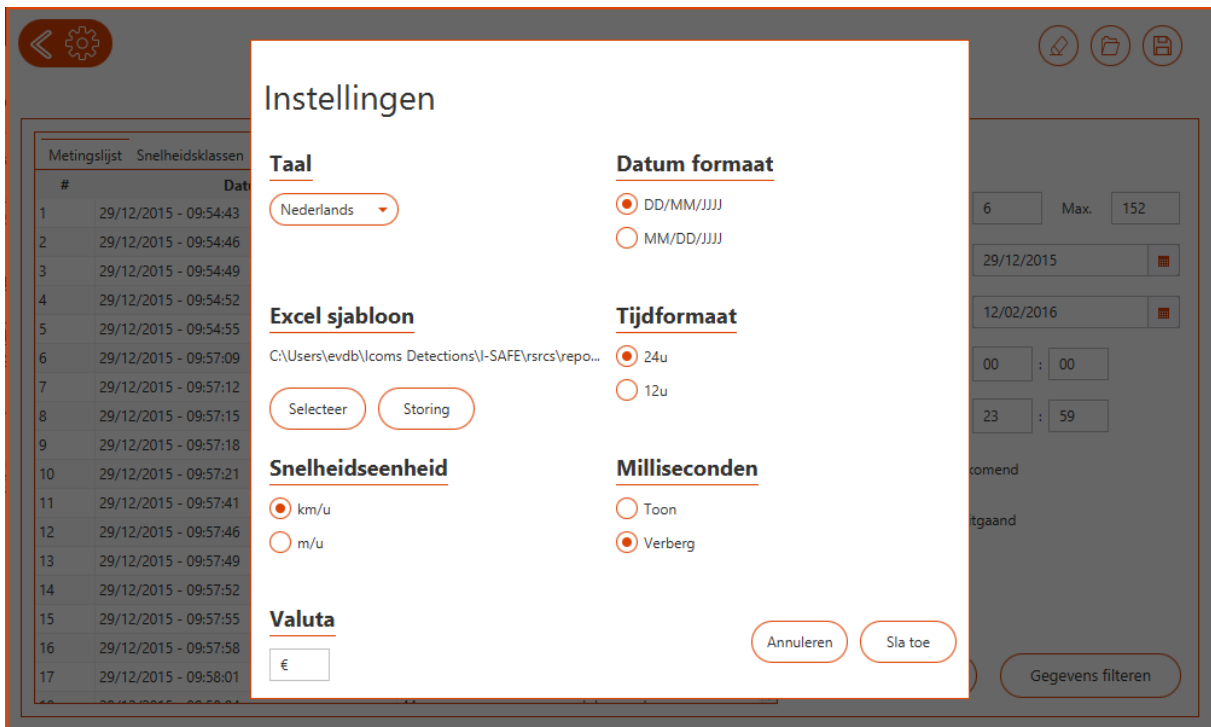 Instellingen
Taal
Nederlands
Datum formaat
DD/MM/JJJJ
MM/DD/JJJJ
Excel sjabloon
C:\Users\evdb\Icoms Detections\I-SAFE\rsrcs\repo...
Selecteer
Storing
Tijdformaat
24u
12u
Snelheidseenheid
km/u
m/u
Milliseconden
Toon
Verberg
Valuta
€
Annuleren
Sla toe
Metingslijst Snelheidsklassen
#
1 29/12/2015 - 09:54:43
2 29/12/2015 - 09:54:46
3 29/12/2015 - 09:54:49
4 29/12/2015 - 09:54:52
5 29/12/2015 - 09:54:55
6 29/12/2015 - 09:57:09
7 29/12/2015 - 09:57:12
8 29/12/2015 - 09:57:15
9 29/12/2015 - 09:57:18
10 29/12/2015 - 09:57:21
11 29/12/2015 - 09:57:41
12 29/12/2015 - 09:57:46
13 29/12/2015 - 09:57:49
14 29/12/2015 - 09:57:52
15 29/12/2015 - 09:57:55
16 29/12/2015 - 09:57:58
17 29/12/2015 - 09:58:01
6 Max. 152
29/12/2015
12/02/2016
00 : 00
23 : 59
komend
itgaand
Gegevens filteren